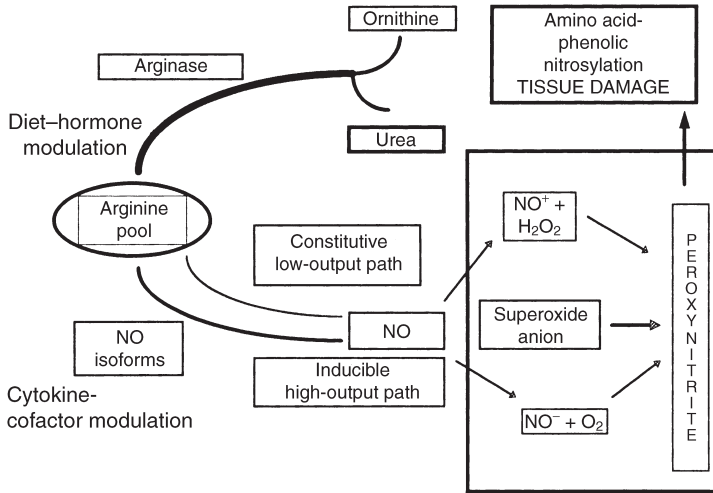 Ornithine
Amino acid-
phenolic
nitrosylation
TISSUE DAMAGE
Arginase
Urea
Diet–hormone
modulation
Arginine
pool
Constitutive
low-output path
NO⁺ +
H₂O₂
PEROXYNITRITE
Superoxide
anion
NO
NO
isoforms
Inducible
high-output path
Cytokine-
cofactor modulation
NO⁻ + O₂